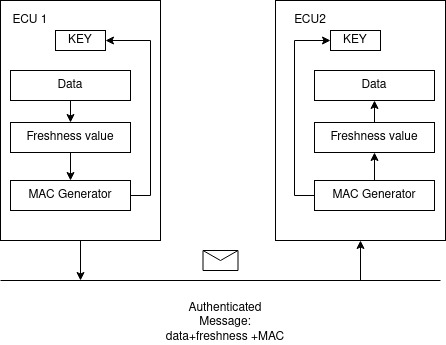 ECU 1
KEY
Data
Freshness value
MAC Generator
ECU2
KEY
Data
Freshness value
MAC Generator
Authenticated
Message:
data+freshness +MAC